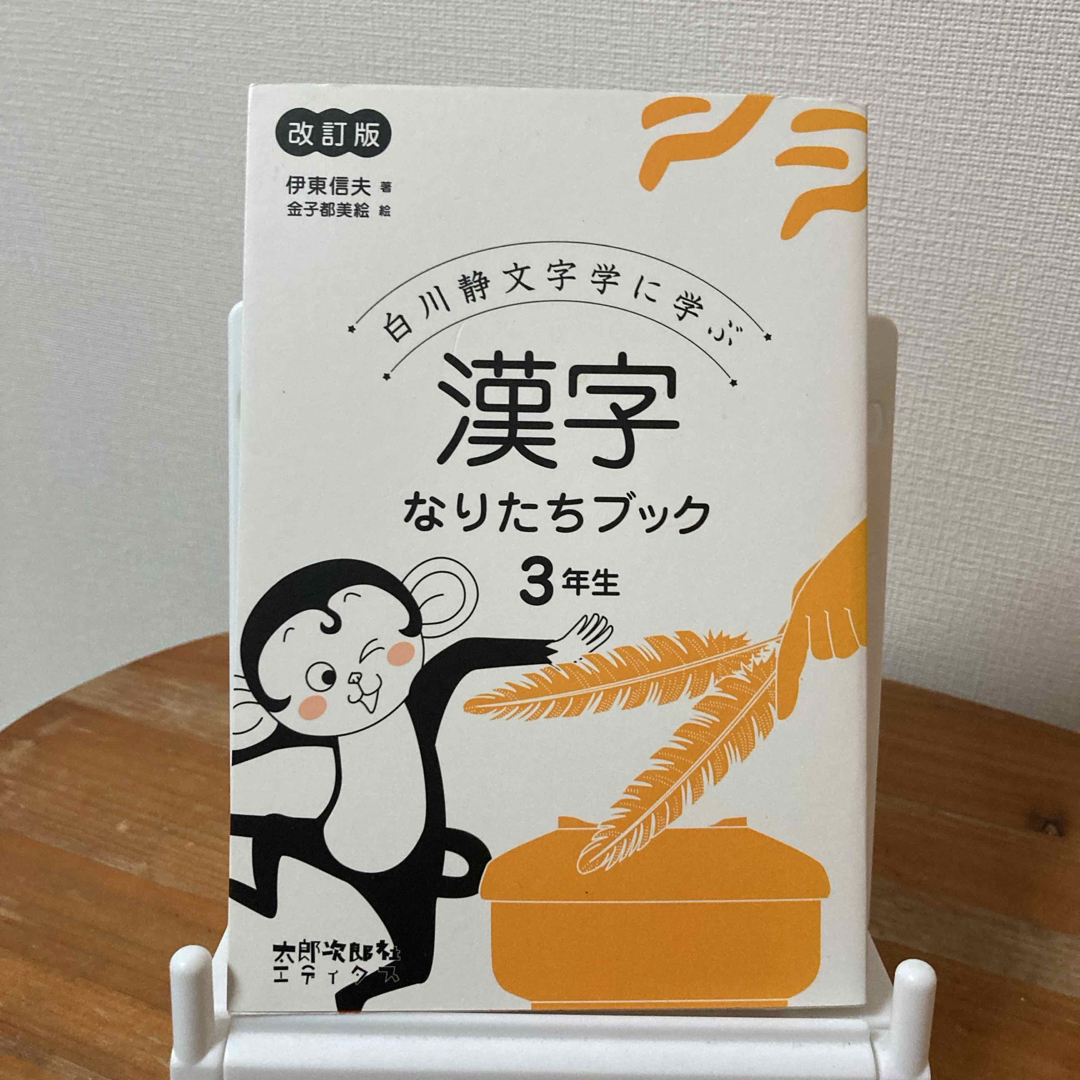 改訂版
伊東信夫 著
金子都美絵 絵
白川静文字学に学ぶ
漢字
なりたちブック
3年生
太郎次郎社
エディタス